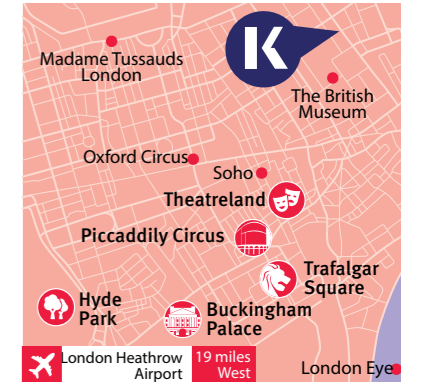 K
Madame Tussauds
London
The British
Museum
Oxford Circus
Soho
Theatreland
Piccadilly Circus
Trafalgar
Square
Hyde
Park
Buckingham
Palace
London Heathrow
Airport
19 miles
West
London Eye